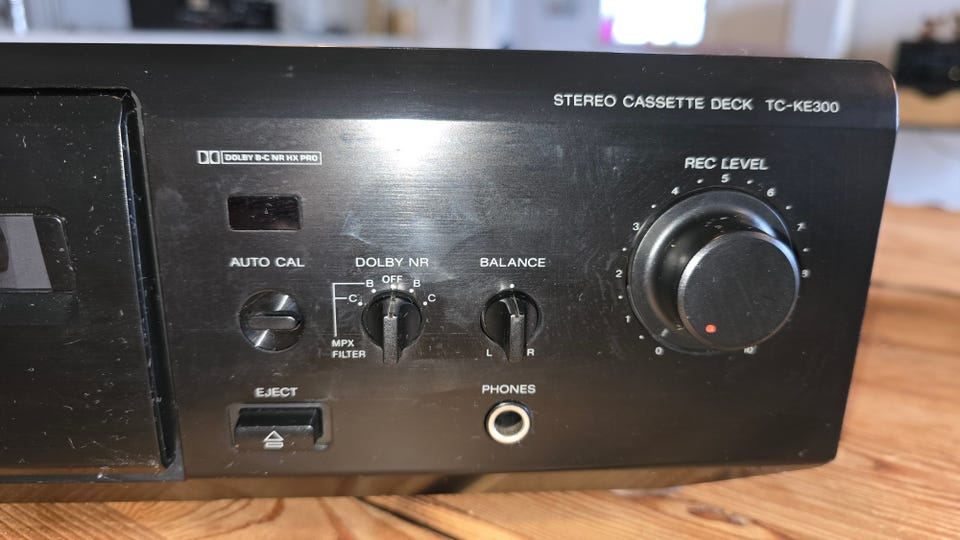 STEREO CASSETTE DECK TC-KE300
DOLBY B·C NR HX PRO
REC LEVEL
0 1 2 3 4 5 6 7 8 10
AUTO CAL
DOLBY NR
OFF
B B
C C
MPX
FILTER
BALANCE
L R
EJECT
PHONES